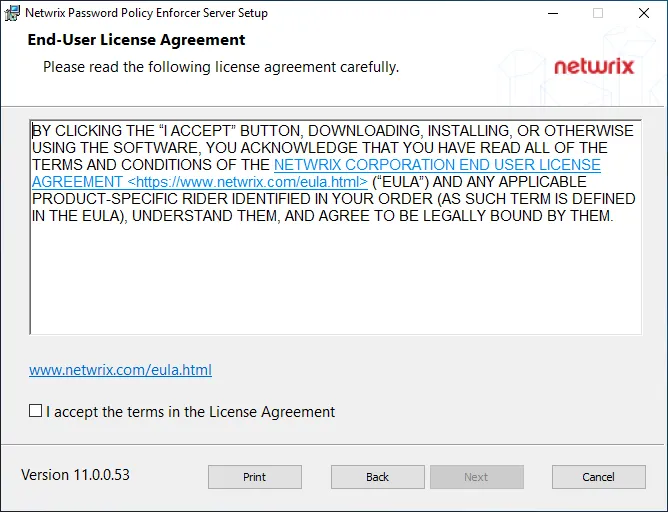 Netwrix Password Policy Enforcer Server Setup
End-User License Agreement
Please read the following license agreement carefully.
netwrix
BY CLICKING THE “I ACCEPT” BUTTON, DOWNLOADING, INSTALLING, OR OTHERWISE
USING THE SOFTWARE, YOU ACKNOWLEDGE THAT YOU HAVE READ ALL OF THE
TERMS AND CONDITIONS OF THE NETWRIX CORPORATION END USER LICENSE
AGREEMENT <https://www.netwrix.com/eula.html> (“EULA”) AND ANY APPLICABLE
PRODUCT-SPECIFIC RIDER IDENTIFIED IN YOUR ORDER (AS SUCH TERM IS DEFINED
IN THE EULA), UNDERSTAND THEM, AND AGREE TO BE LEGALLY BOUND BY THEM.
www.netwrix.com/eula.html
I accept the terms in the License Agreement
Version 11.0.0.53
Print
Back
Next
Cancel